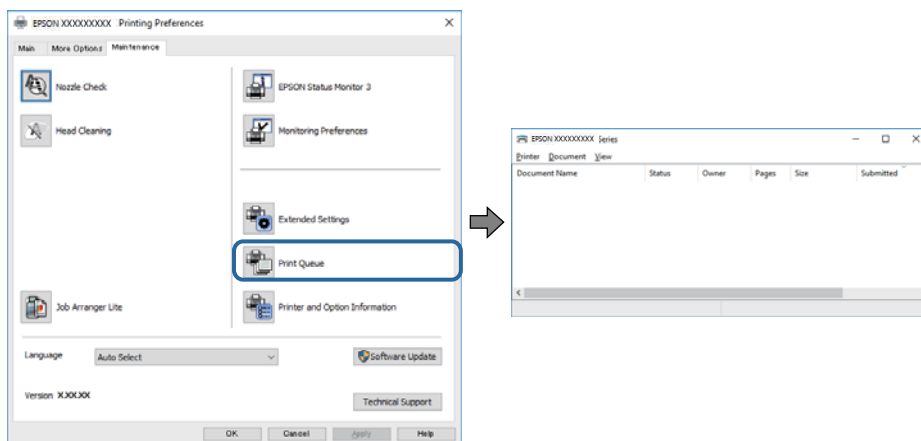 EPSON XXXXXXXXX Printing Preferences
Main More Options Maintenance
Nozzle Check
EPSON Status Monitor 3
Head Cleaning
Monitoring Preferences
Extended Settings
Print Queue
Job Arranger Lite
Printer and Option Information
Language Auto Select Software Update
Version X.XX.XX
Technical Support
OK Cancel Apply Help
EPSON XXXXXXXXX Series
Printer Document View
Document Name Status Owner Pages Size Submitted